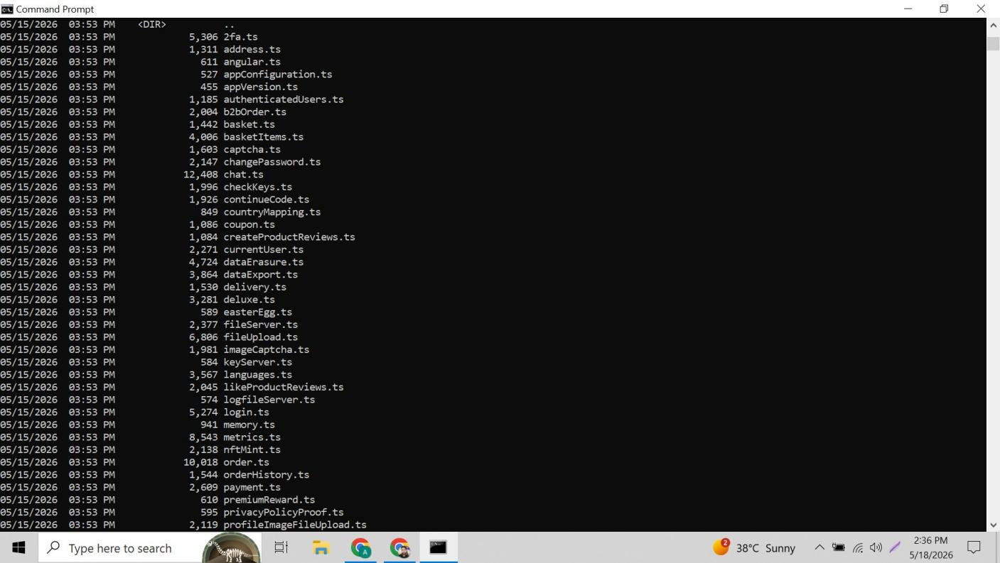 Command Prompt
05/15/2026  03:53 PM    <DIR>          ..
05/15/2026  03:53 PM             5,306 2fa.ts
05/15/2026  03:53 PM             1,311 address.ts
05/15/2026  03:53 PM               611 angular.ts
05/15/2026  03:53 PM               527 appConfiguration.ts
05/15/2026  03:53 PM               455 appVersion.ts
05/15/2026  03:53 PM             1,185 authenticatedUsers.ts
05/15/2026  03:53 PM             2,004 b2bOrder.ts
05/15/2026  03:53 PM             1,442 basket.ts
05/15/2026  03:53 PM             4,006 basketItems.ts
05/15/2026  03:53 PM             1,603 captcha.ts
05/15/2026  03:53 PM             2,147 changePassword.ts
05/15/2026  03:53 PM            12,408 chat.ts
05/15/2026  03:53 PM             1,996 checkKeys.ts
05/15/2026  03:53 PM             1,926 continueCode.ts
05/15/2026  03:53 PM               849 countryMapping.ts
05/15/2026  03:53 PM             1,086 coupon.ts
05/15/2026  03:53 PM             1,084 createProductReviews.ts
05/15/2026  03:53 PM             2,271 currentUser.ts
05/15/2026  03:53 PM             4,724 dataErasure.ts
05/15/2026  03:53 PM             3,864 dataExport.ts
05/15/2026  03:53 PM             1,530 delivery.ts
05/15/2026  03:53 PM             3,281 deluxe.ts
05/15/2026  03:53 PM               589 easterEgg.ts
05/15/2026  03:53 PM             2,377 fileServer.ts
05/15/2026  03:53 PM             6,806 fileUpload.ts
05/15/2026  03:53 PM             1,981 imageCaptcha.ts
05/15/2026  03:53 PM               584 keyServer.ts
05/15/2026  03:53 PM             3,567 languages.ts
05/15/2026  03:53 PM             2,045 likeProductReviews.ts
05/15/2026  03:53 PM               574 logfileServer.ts
05/15/2026  03:53 PM             5,274 login.ts
05/15/2026  03:53 PM               941 memory.ts
05/15/2026  03:53 PM             8,543 metrics.ts
05/15/2026  03:53 PM             2,138 nftMint.ts
05/15/2026  03:53 PM            10,018 order.ts
05/15/2026  03:53 PM             1,544 orderHistory.ts
05/15/2026  03:53 PM             2,609 payment.ts
05/15/2026  03:53 PM               610 premiumReward.ts
05/15/2026  03:53 PM               595 privacyPolicyProof.ts
05/15/2026  03:53 PM             2,119 profileImageFileUpload.ts
Type here to search
A
2
38°C Sunny
2:36 PM
5/18/2026